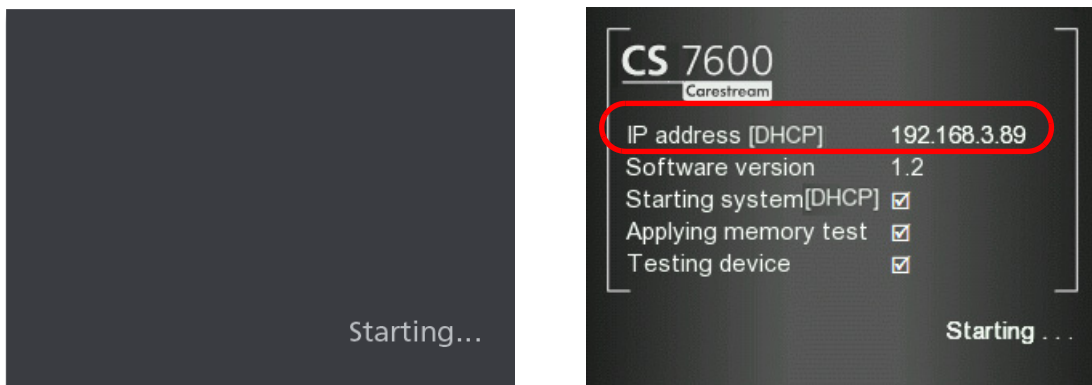 Starting...
CS 7600
Carestream
IP address [DHCP] 192.168.3.89
Software version 1.2
Starting system[DHCP] ☑
Applying memory test ☑
Testing device ☑
Starting . . .